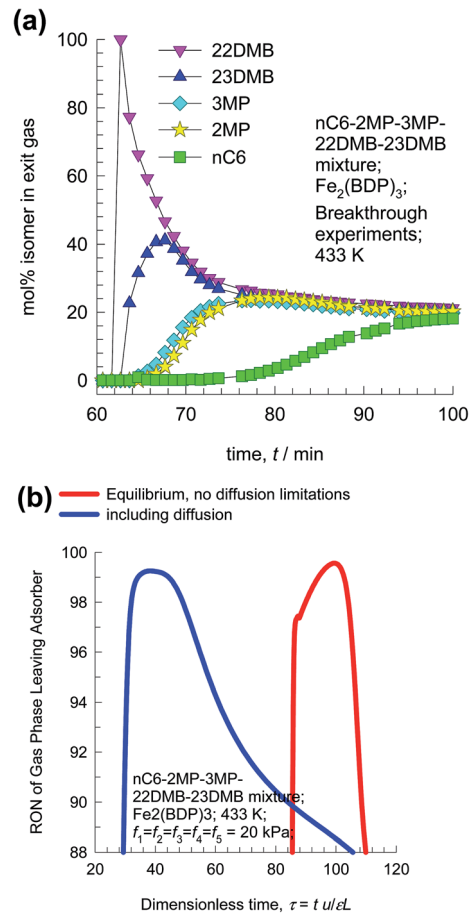 (a)
100
80
60
40
20
0
mol% isomer in exit gas
22DMB
23DMB
3MP
2MP
nC6
nC6-2MP-3MP-
22DMB-23DMB
mixture;
Fe₂(BDP)₃;
Breakthrough
experiments;
433 K
60 70 80 90 100
time, t / min
(b)
Equilibrium, no diffusion limitations
including diffusion
100
98
96
94
92
90
88
RON of Gas Phase Leaving Adsorber
nC6-2MP-3MP-
22DMB-23DMB mixture;
Fe2(BDP)3; 433 K;
f₁=f₂=f₃=f₄=f₅ = 20 kPa;
20 40 60 80 100 120
Dimensionless time, τ = t u/εL